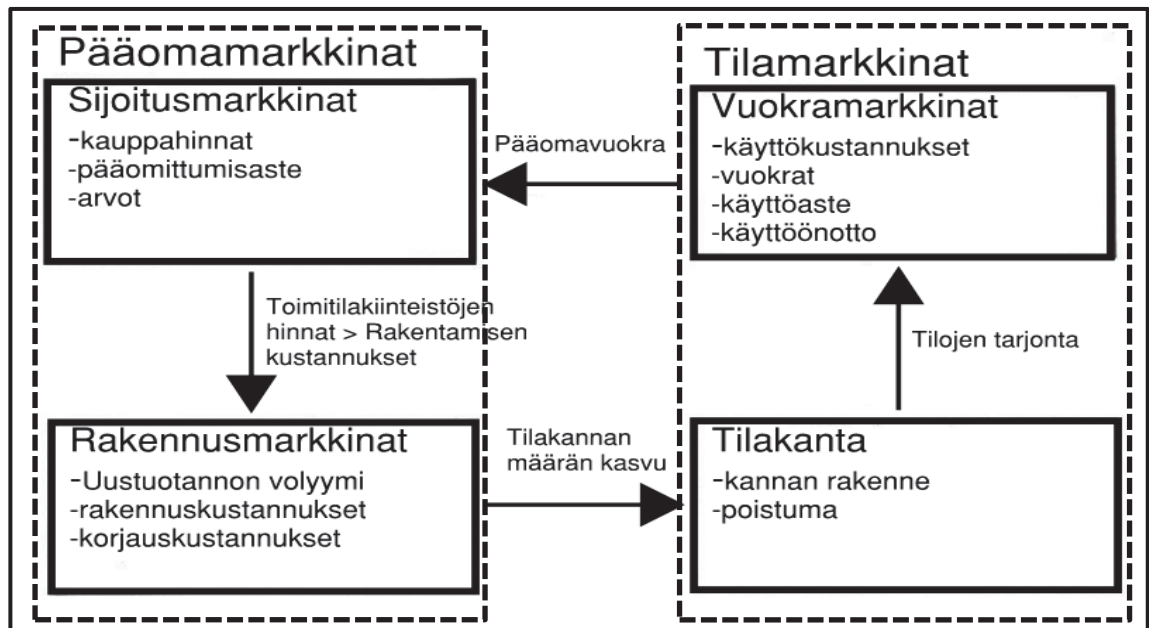 Pääomamarkkinat
Sijoitusmarkkinat
-kauppahinnat
-pääomittumisaste
-arvot
Pääomavuokra
Tilamarkkinat
Vuokramarkkinat
-käyttökustannukset
-vuokrat
-käyttöaste
-käyttöönotto
Toimitilakiinteistöjen
hinnat > Rakentamisen
kustannukset
Tilojen tarjonta
Rakennusmarkkinat
-Uustuotannon volyymi
-rakennuskustannukset
-korjauskustannukset
Tilakannan
määrän kasvu
Tilakanta
-kannan rakenne
-poistuma